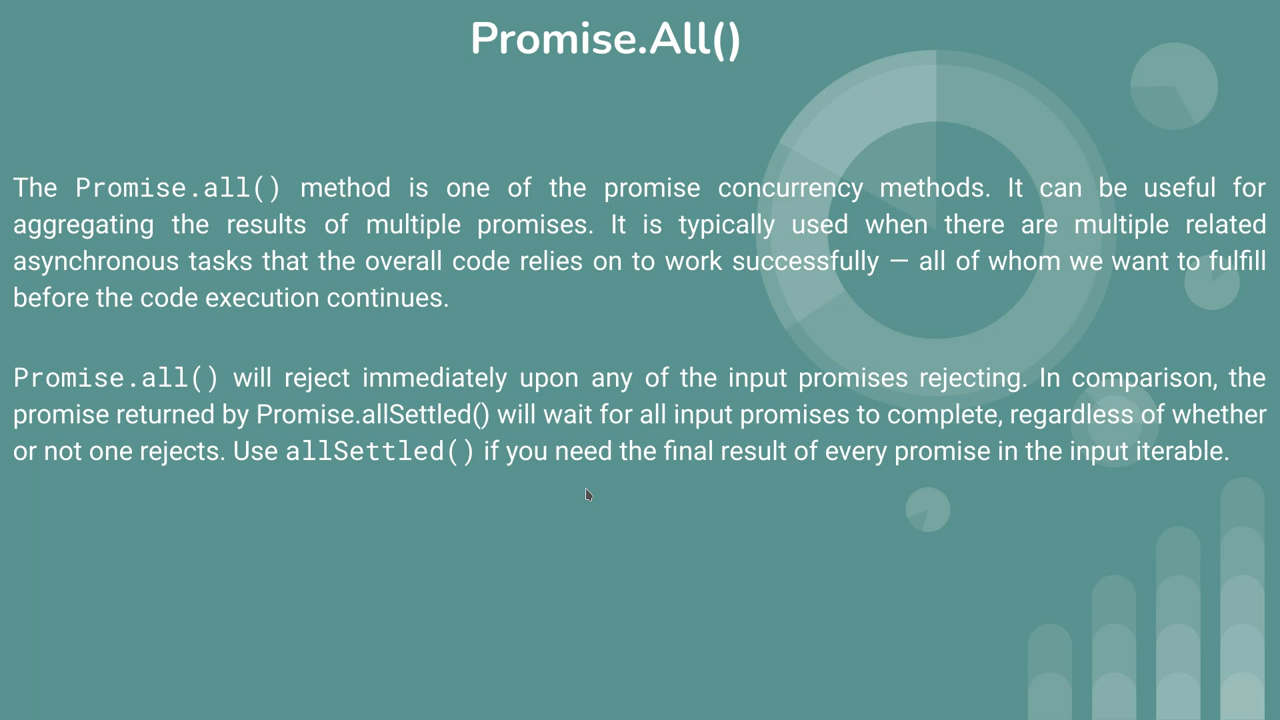 Promise.All()
The Promise.all() method is one of the promise concurrency methods. It can be useful for
aggregating the results of multiple promises. It is typically used when there are multiple related
asynchronous tasks that the overall code relies on to work successfully — all of whom we want to fulfill
before the code execution continues.
Promise.all() will reject immediately upon any of the input promises rejecting. In comparison, the
promise returned by Promise.allSettled() will wait for all input promises to complete, regardless of whether
or not one rejects. Use allSettled() if you need the final result of every promise in the input iterable.